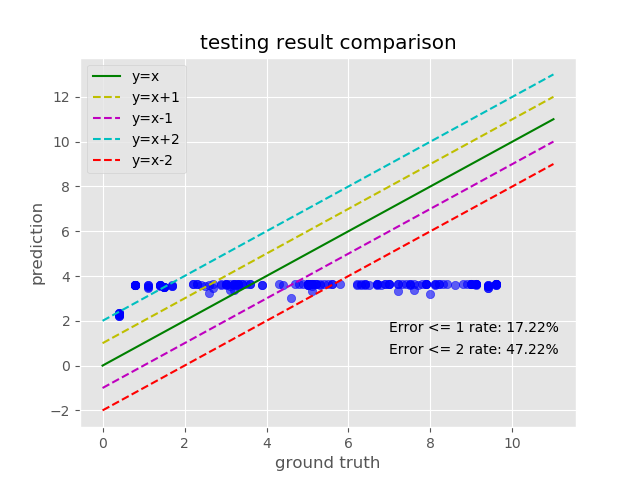 testing result comparison
y=x
y=x+1
y=x-1
y=x+2
y=x-2
12
10
8
6
4
2
0
−2
prediction
Error <= 1 rate: 17.22%
Error <= 2 rate: 47.22%
0 2 4 6 8 10
ground truth